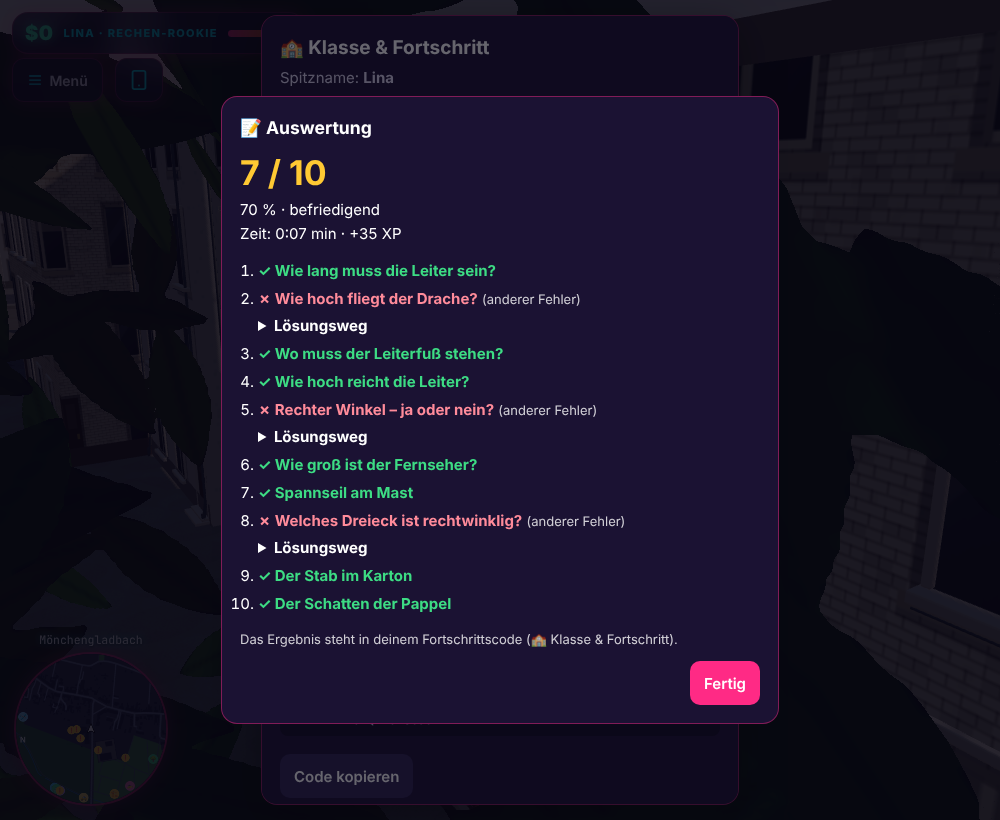 $0 LINA · RECHEN-ROOKIE
Menü
🏫 Klasse & Fortschritt
Spitzname: Lina
📝 Auswertung
7 / 10
70 % · befriedigend
Zeit: 0:07 min · +35 XP
1. ✓ Wie lang muss die Leiter sein?
2. × Wie hoch fliegt der Drache? (anderer Fehler)
▶ Lösungsweg
3. ✓ Wo muss der Leiterfuß stehen?
4. ✓ Wie hoch reicht die Leiter?
5. × Rechter Winkel – ja oder nein? (anderer Fehler)
▶ Lösungsweg
6. ✓ Wie groß ist der Fernseher?
7. ✓ Spannseil am Mast
8. × Welches Dreieck ist rechtwinklig? (anderer Fehler)
▶ Lösungsweg
9. ✓ Der Stab im Karton
10. ✓ Der Schatten der Pappel
Das Ergebnis steht in deinem Fortschrittscode (🏫 Klasse & Fortschritt).
Fertig
Mönchengladbach
A
N
Code kopieren